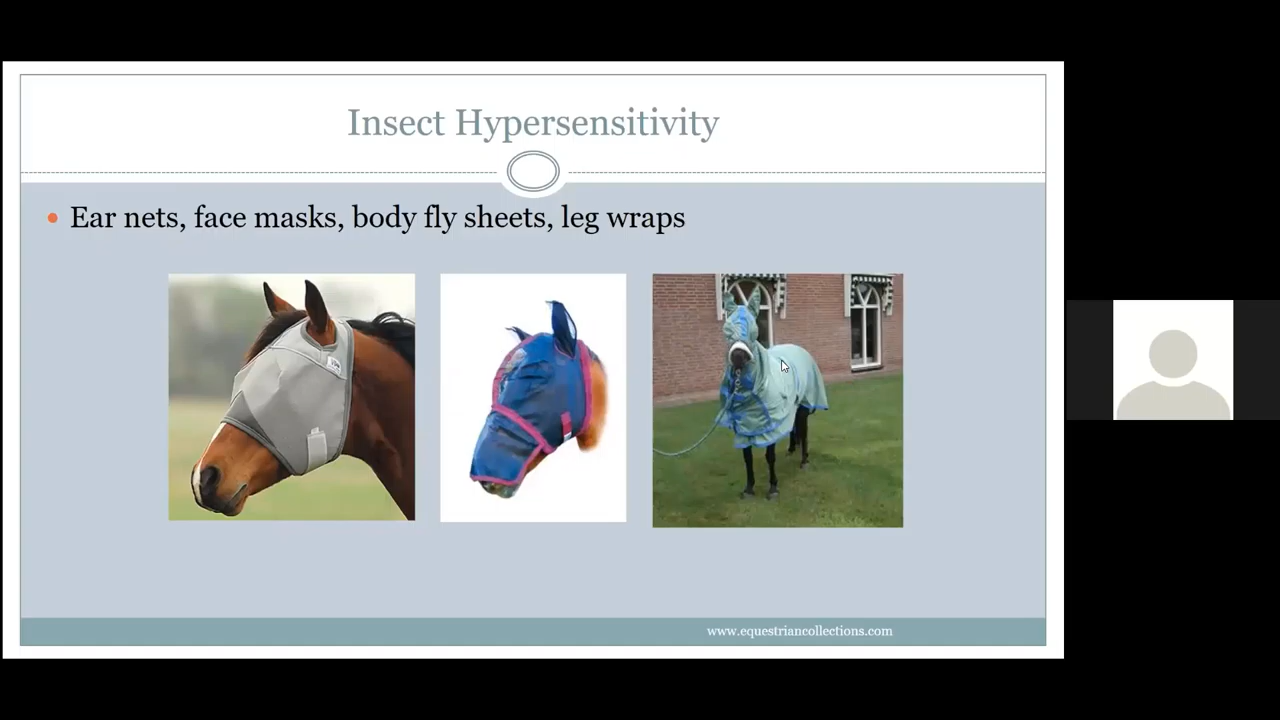 Insect Hypersensitivity
Ear nets, face masks, body fly sheets, leg wraps
www.equestriancollections.com